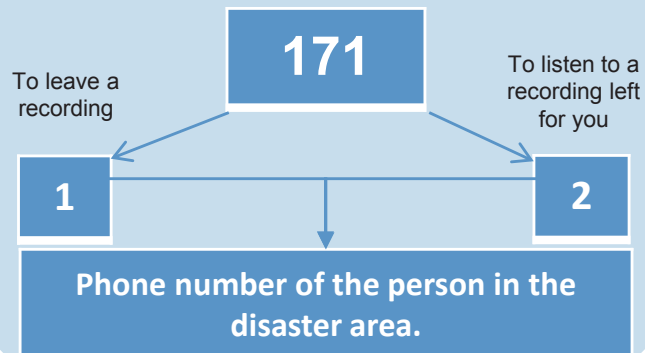 171
To leave a
recording
To listen to a
recording left
for you
1
2
Phone number of the person in the
disaster area.